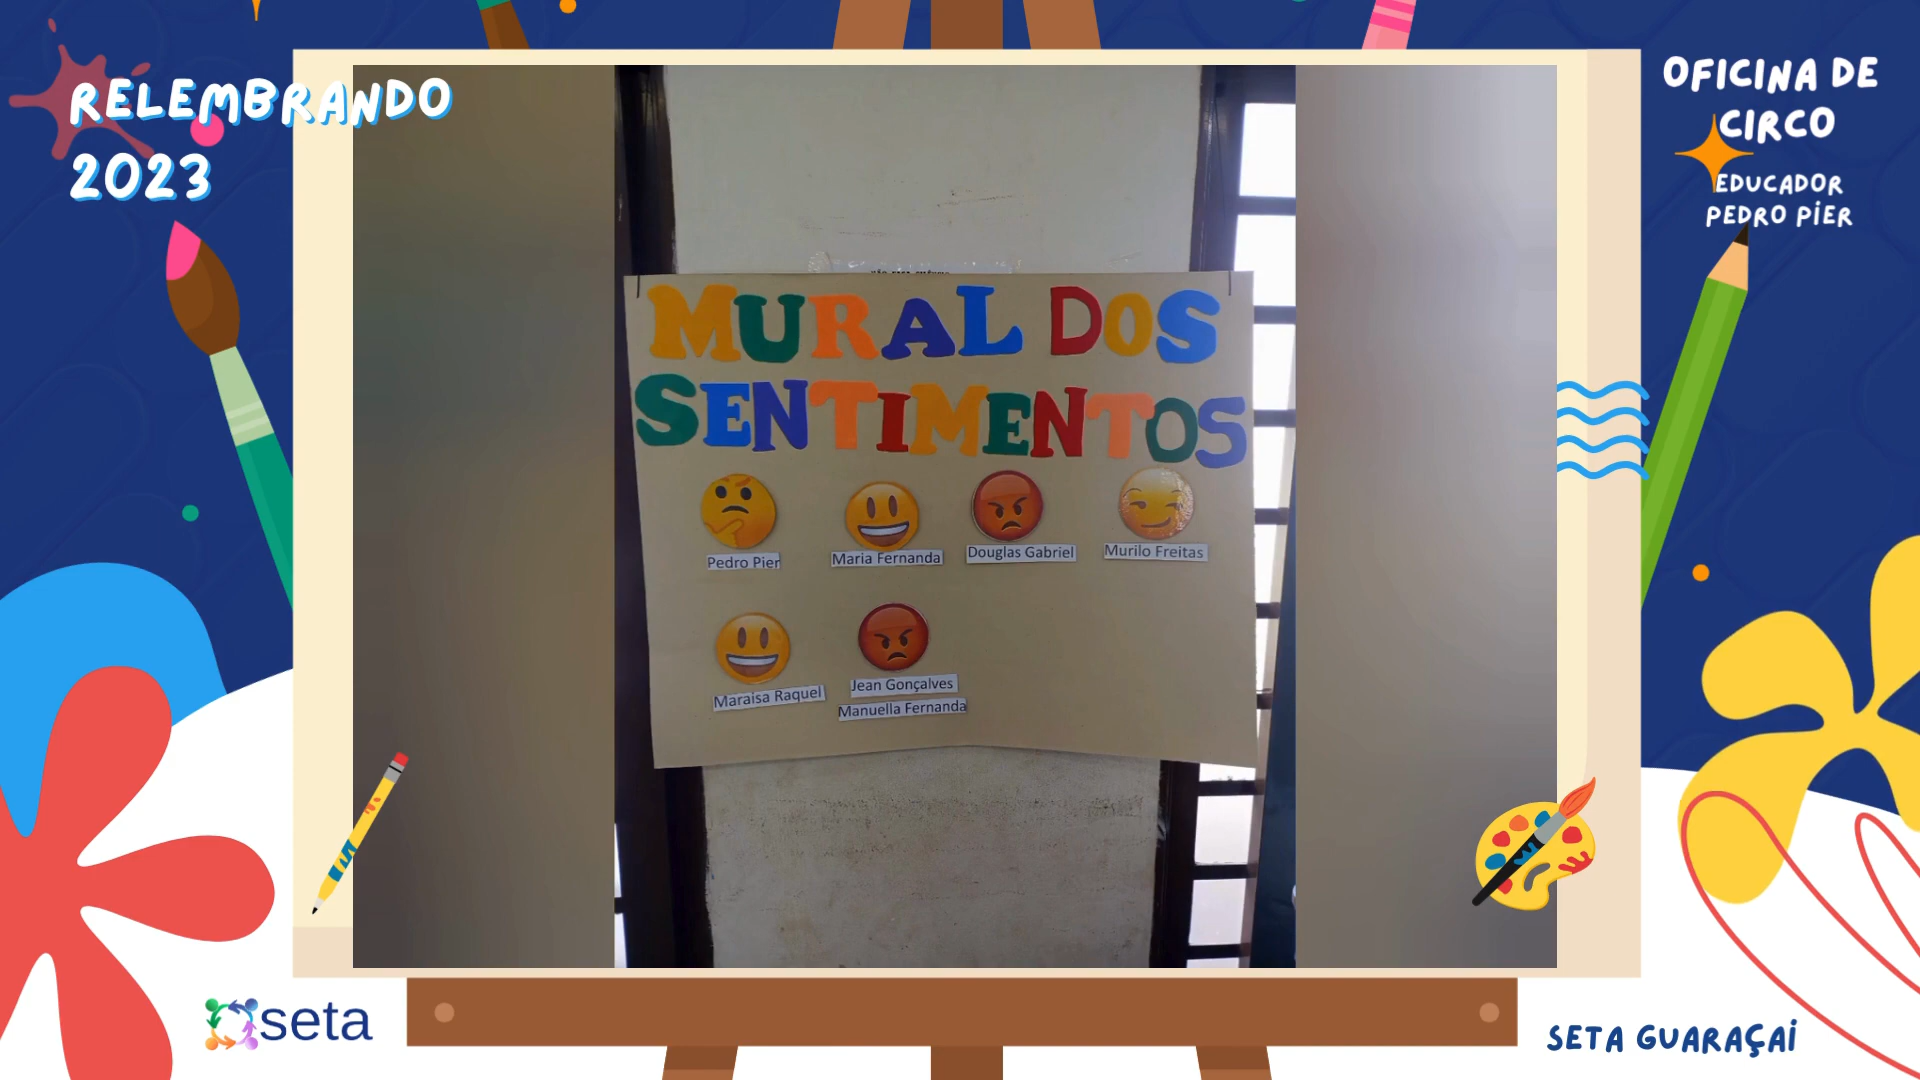 RELEMBRANDO
2023
OFICINA DE
CIRCO
EDUCADOR
PEDRO PIER
MURAL DOS
SENTIMENTOS
Pedro Pier
Maria Fernanda
Douglas Gabriel
Murilo Freitas
Maraisa Raquel
Jean Gonçalves
Manuella Fernanda
seta
SETA GUARAÇAÍ